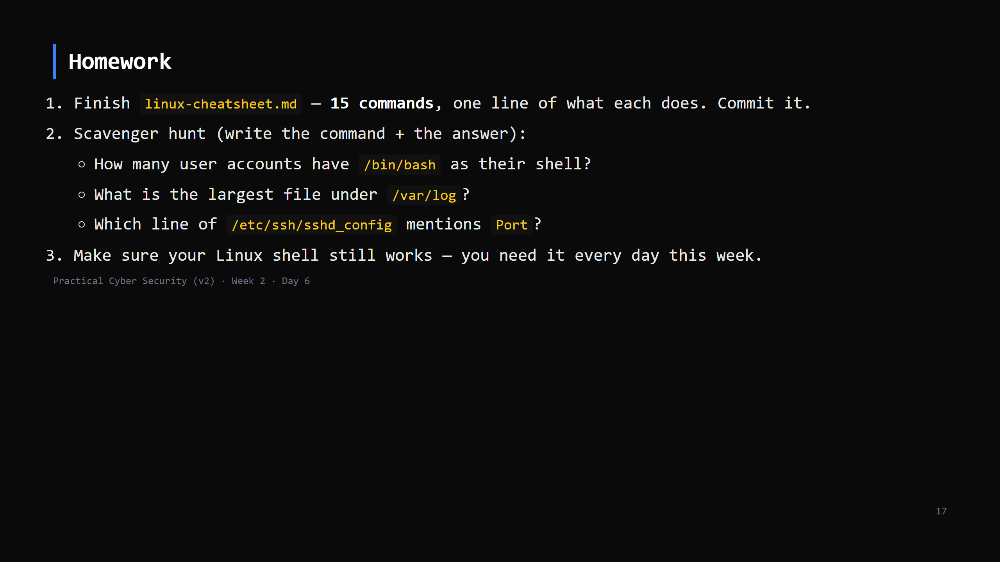 Homework
1. Finish linux-cheatsheet.md — 15 commands, one line of what each does. Commit it.
2. Scavenger hunt (write the command + the answer):
○ How many user accounts have /bin/bash as their shell?
○ What is the largest file under /var/log?
○ Which line of /etc/ssh/sshd_config mentions Port?
3. Make sure your Linux shell still works — you need it every day this week.
Practical Cyber Security (v2) · Week 2 · Day 6
17